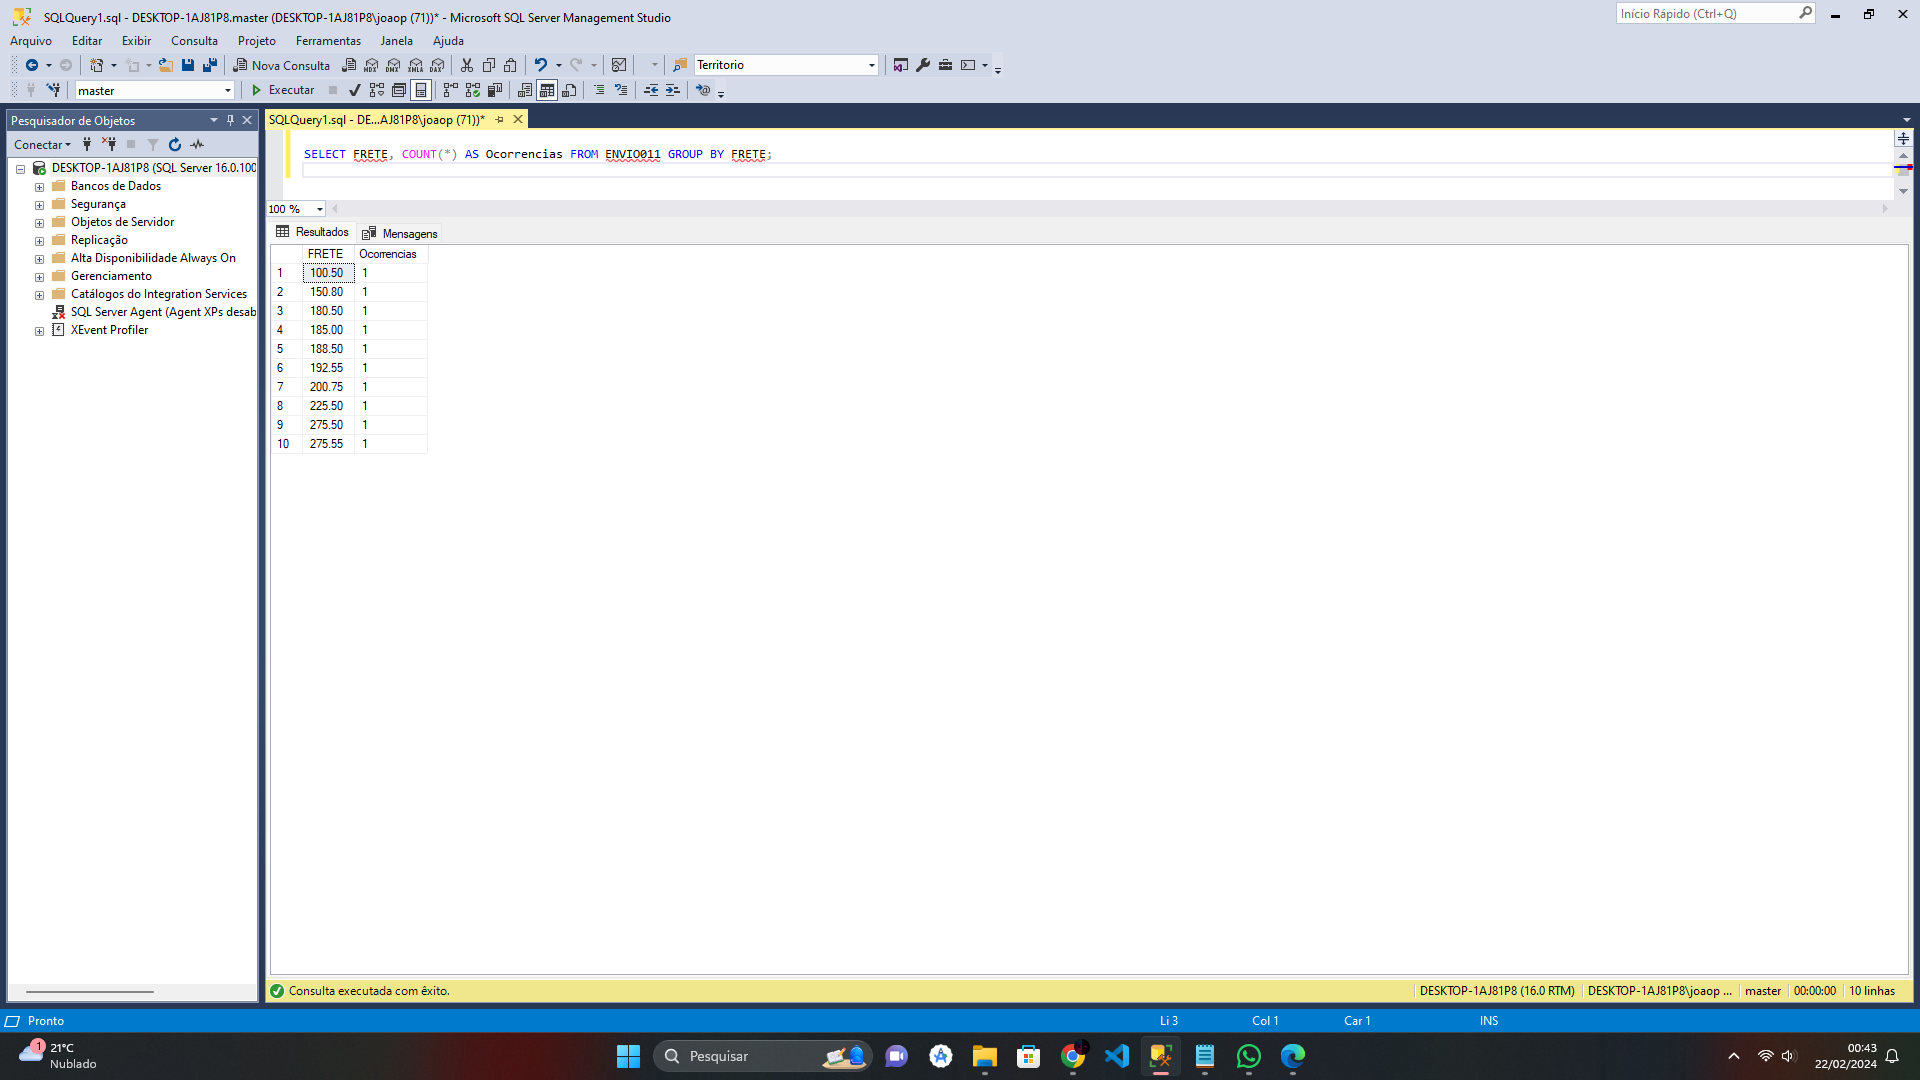 SQLQuery1.sql - DESKTOP-1AJ81P8.master (DESKTOP-1AJ81P8\joaop (71))* - Microsoft SQL Server Management Studio
Início Rápido (Ctrl+Q)
Arquivo Editar Exibir Consulta Projeto Ferramentas Janela Ajuda
Nova Consulta MDX DMX XMLA DAX Territorio
master Executar
Pesquisador de Objetos
SQLQuery1.sql - DE...AJ81P8\joaop (71))*
Conectar
DESKTOP-1AJ81P8 (SQL Server 16.0.100
Bancos de Dados
Segurança
Objetos de Servidor
Replicação
Alta Disponibilidade Always On
Gerenciamento
Catálogos do Integration Services
SQL Server Agent (Agent XPs desab
XEvent Profiler
SELECT FRETE, COUNT(*) AS Ocorrencias FROM ENVIO011 GROUP BY FRETE;
100 %
Resultados Mensagens
FRETE Ocorrencias
1 100.50 1
2 150.80 1
3 180.50 1
4 185.00 1
5 188.50 1
6 192.55 1
7 200.75 1
8 225.50 1
9 275.50 1
10 275.55 1
Consulta executada com êxito.
DESKTOP-1AJ81P8 (16.0 RTM) DESKTOP-1AJ81P8\joaop ... master 00:00:00 10 linhas
Pronto Li 3 Col 1 Car 1 INS
1
21°C
Nublado
Pesquisar
00:43
22/02/2024